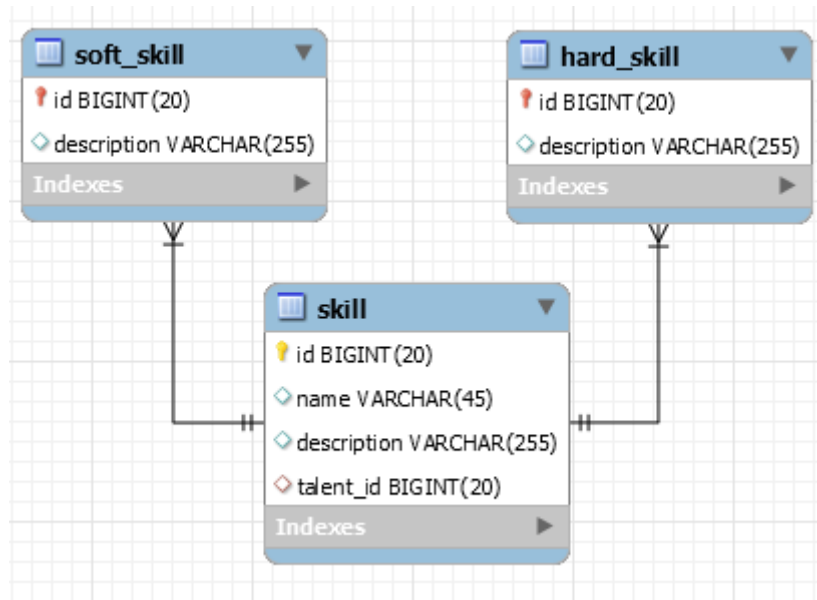 soft_skill
id BIGINT(20)
description VARCHAR(255)
Indexes
hard_skill
id BIGINT(20)
description VARCHAR(255)
Indexes
skill
id BIGINT(20)
name VARCHAR(45)
description VARCHAR(255)
talent_id BIGINT(20)
Indexes